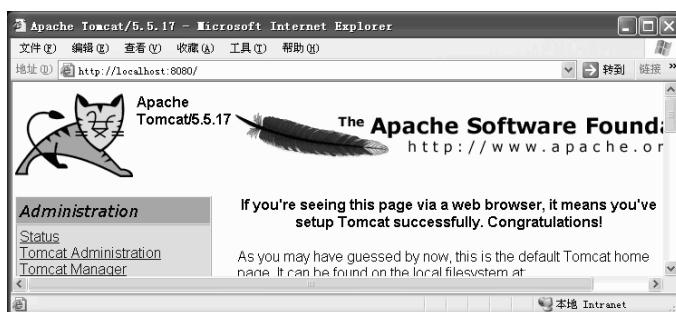 Apache Tomcat/5.5.17 - Microsoft Internet Explorer
文件(F) 编辑(E) 查看(V) 收藏(A) 工具(T) 帮助(H)
地址(D) http://localhost:8080/ 转到 链接 »
Apache
Tomcat/5.5.17
The Apache Software Founda
http://www.apache.or
Administration
Status
Tomcat Administration
Tomcat Manager
If you're seeing this page via a web browser, it means you've
setup Tomcat successfully. Congratulations!
As you may have guessed by now, this is the default Tomcat home
page. It can be found on the local filesystem at:
本地 Intranet